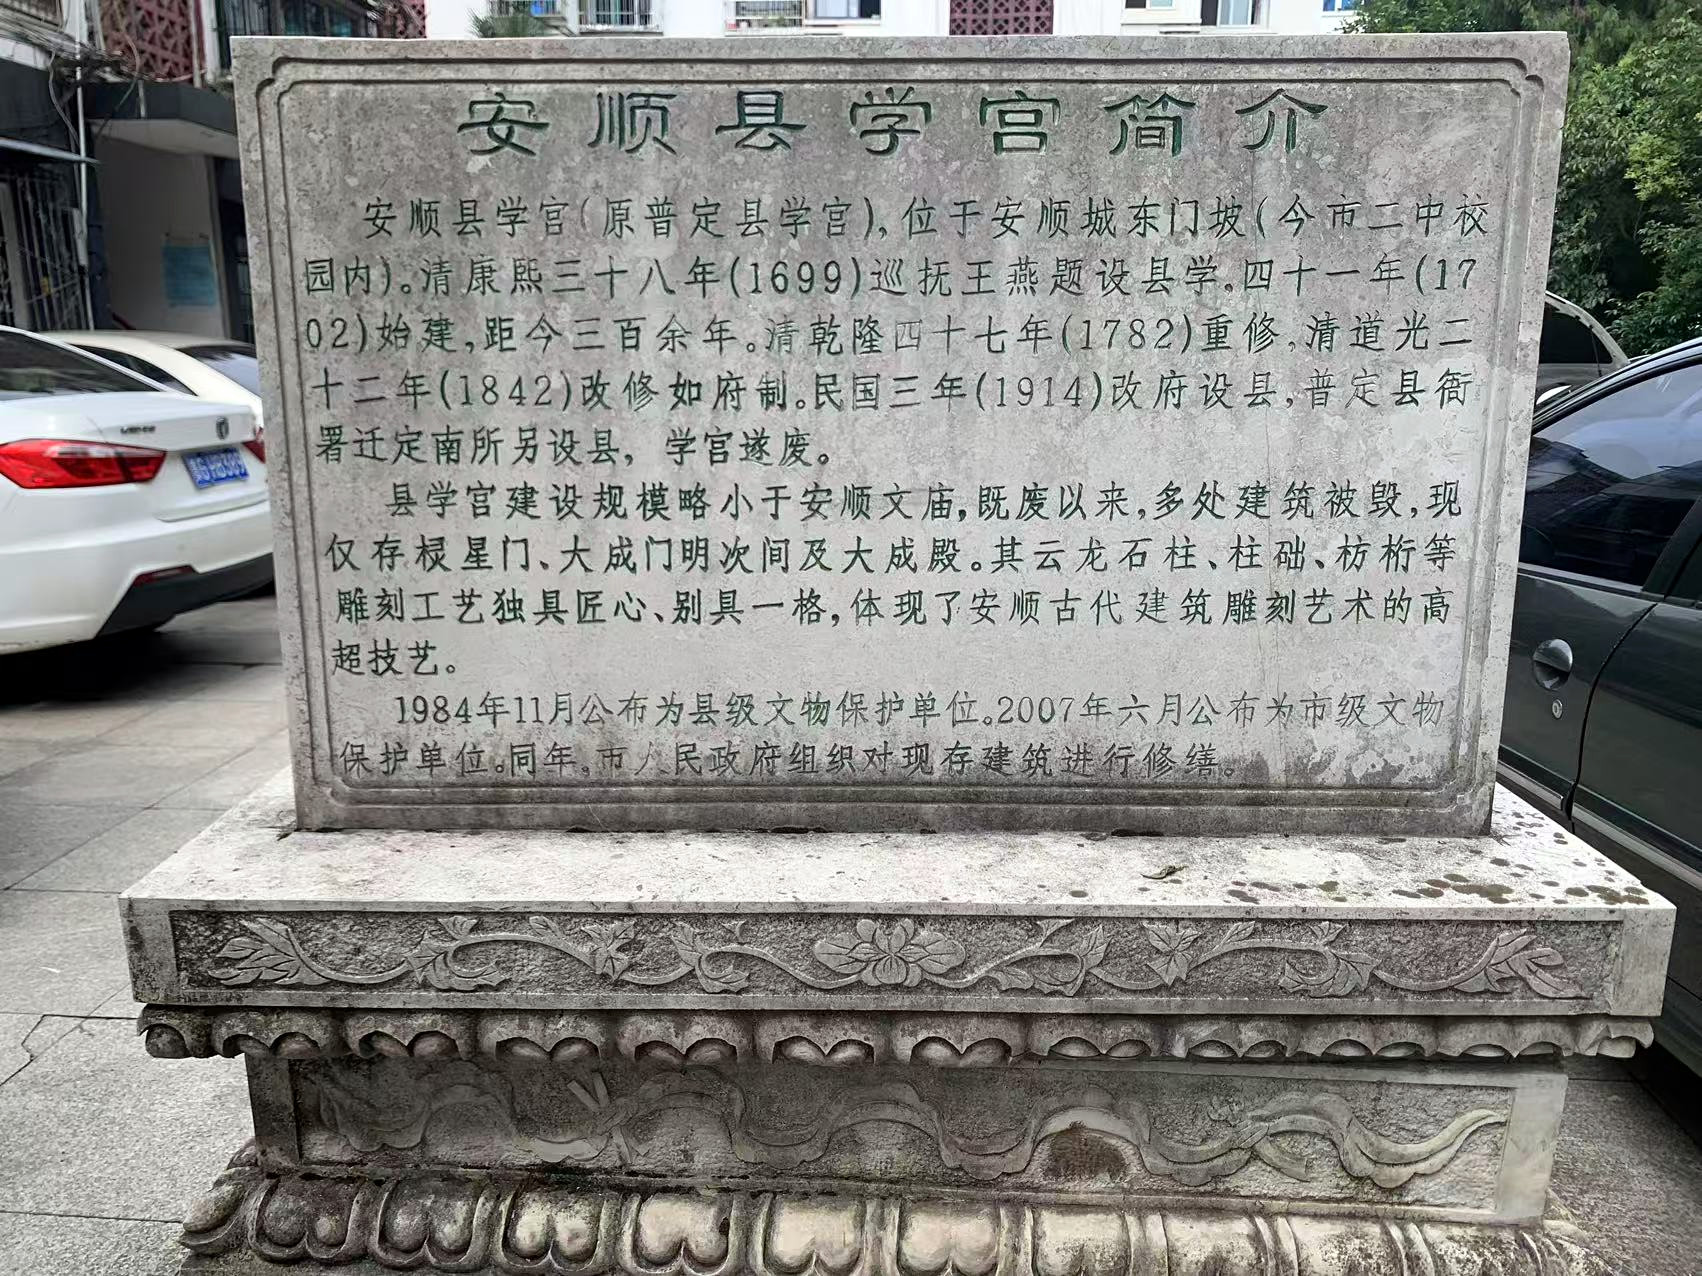 安顺县学宫简介
安顺县学宫(原普定县学宫),位于安顺城东门坡(今市二中校
园内)。清康熙三十八年(1699)巡抚王燕题设县学,四十一年(17
02)始建,距今三百余年。清乾隆四十七年(1782)重修,清道光二
十二年(1842)改修如府制。民国三年(1914)改府设县,普定县衙
署迁定南所另设县,学宫遂废。
县学宫建设规模略小于安顺文庙,既废以来,多处建筑被毁,现
仅存棂星门、大成门明次间及大成殿。其云龙石柱、柱础、枋桁等
雕刻工艺独具匠心、别具一格,体现了安顺古代建筑雕刻艺术的高
超技艺。
1984年11月公布为县级文物保护单位。2007年六月公布为市级文物
保护单位。同年,市人民政府组织对现存建筑进行修缮。